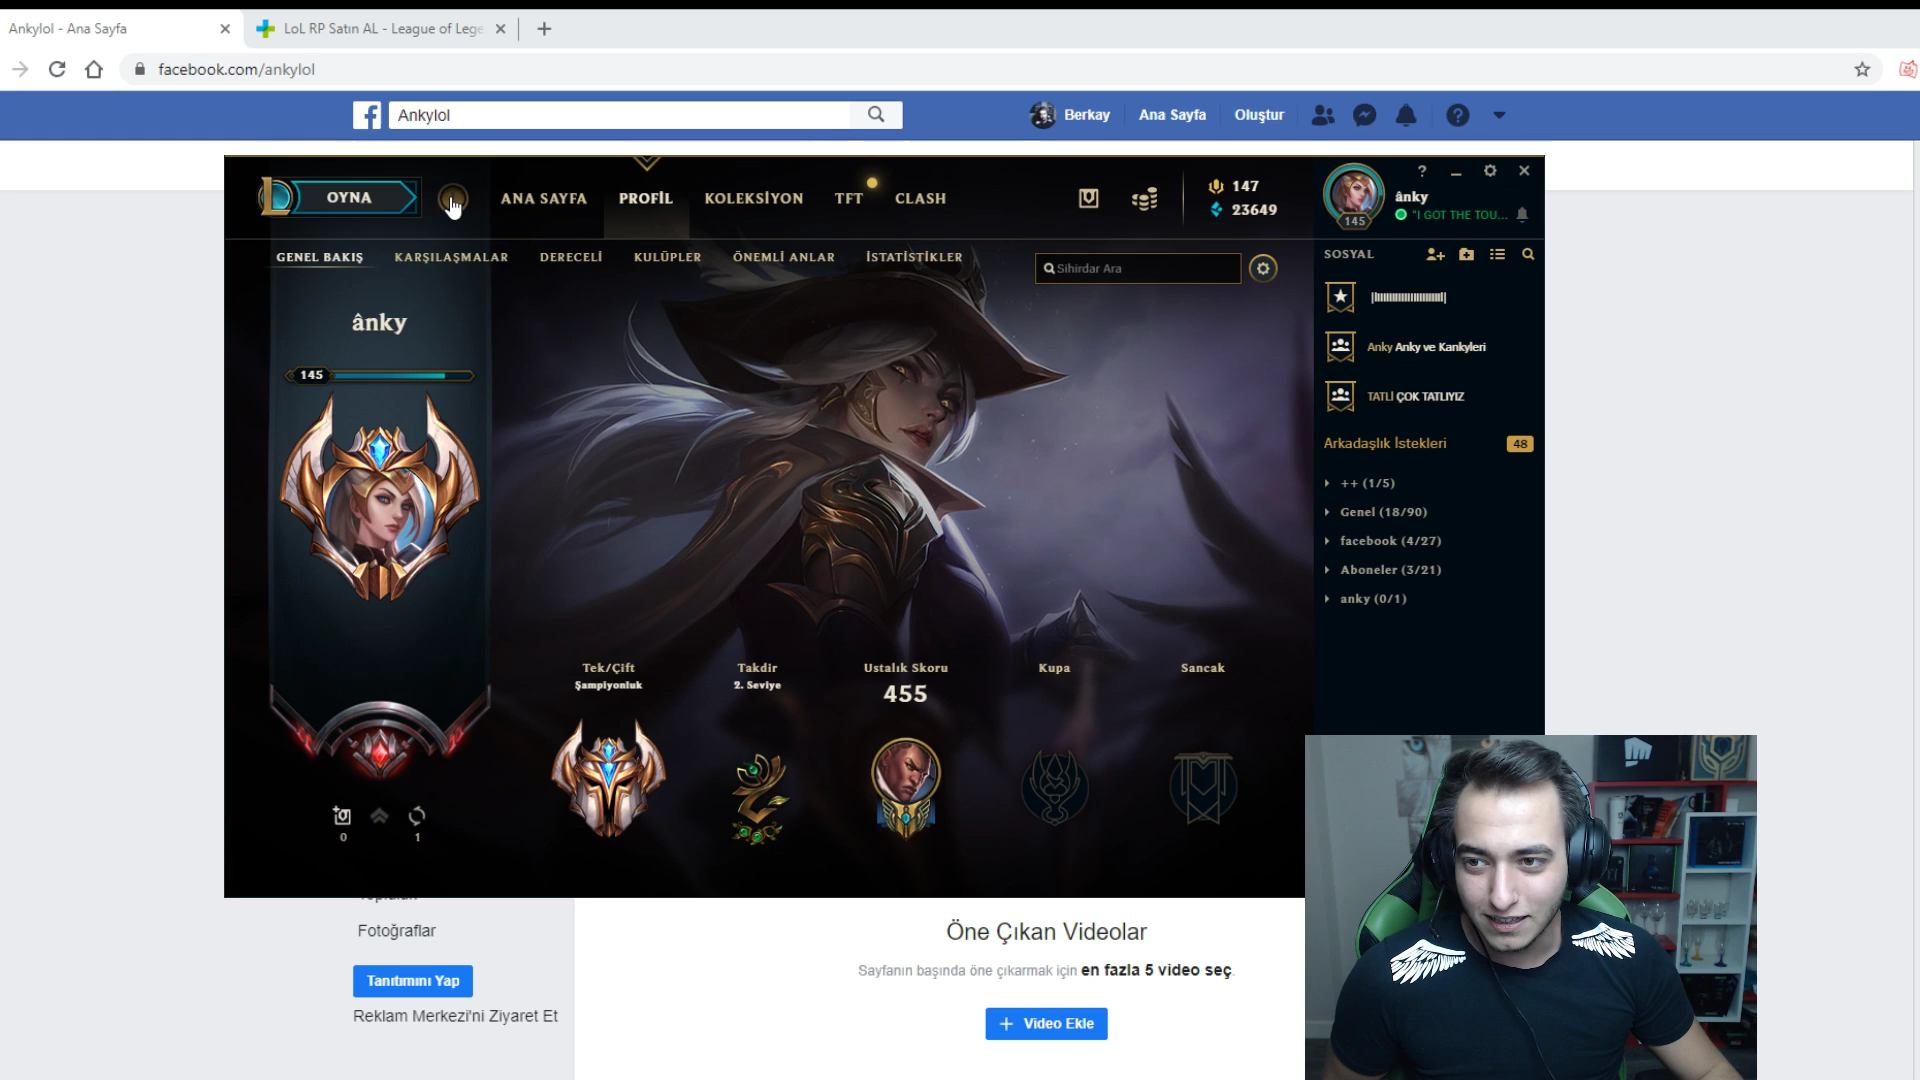 Ankylol - Ana Sayfa
LoL RP Satın AL - League of Lege
facebook.com/ankylol
Ankylol
Berkay
Ana Sayfa
Oluştur
OYNA
ANA SAYFA
PROFİL
KOLEKSİYON
TFT
CLASH
147
23649
ânky
145
"I GOT THE TOU...
GENEL BAKIŞ
KARŞILAŞMALAR
DERECELİ
KULÜPLER
ÖNEMLİ ANLAR
İSTATİSTİKLER
Sihirdar Ara
SOSYAL
ânky
145
Anky Anky ve Kankyleri
TATLI ÇOK TATLIYIZ
Arkadaşlık İstekleri
48
++ (1/5)
Genel (18/90)
facebook (4/27)
Aboneler (3/21)
anky (0/1)
Tek/Çift
Şampiyonluk
Takdir
2. Seviye
Ustalık Skoru
455
Kupa
Sancak
0
1
Fotoğraflar
Tanıtımını Yap
Reklam Merkezi'ni Ziyaret Et
Öne Çıkan Videolar
Sayfanın başında öne çıkarmak için en fazla 5 video seç.
+ Video Ekle